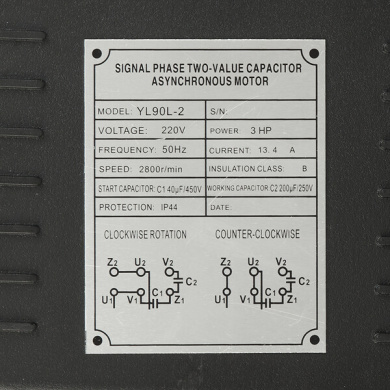 SIGNAL PHASE TWO-VALUE CAPACITOR
ASYNCHRONOUS MOTOR
MODEL: YL90L-2 S/N:
VOLTAGE: 220V POWER 3 HP
FREQUENCY: 50Hz CURRENT: 13.4 A
SPEED: 2800r/min INSULATION CLASS: B
START CAPACITOR: C1 40μF/450V WORKING CAPACITOR: C2 200μF/250V
PROTECTION: IP44 DATE:
CLOCKWISE ROTATION COUNTER-CLOCKWISE
Z2 U2 V2 Z2 U2 V2
C2 C2
U1 V1 C1 Z1 U1 V1 C1 Z1